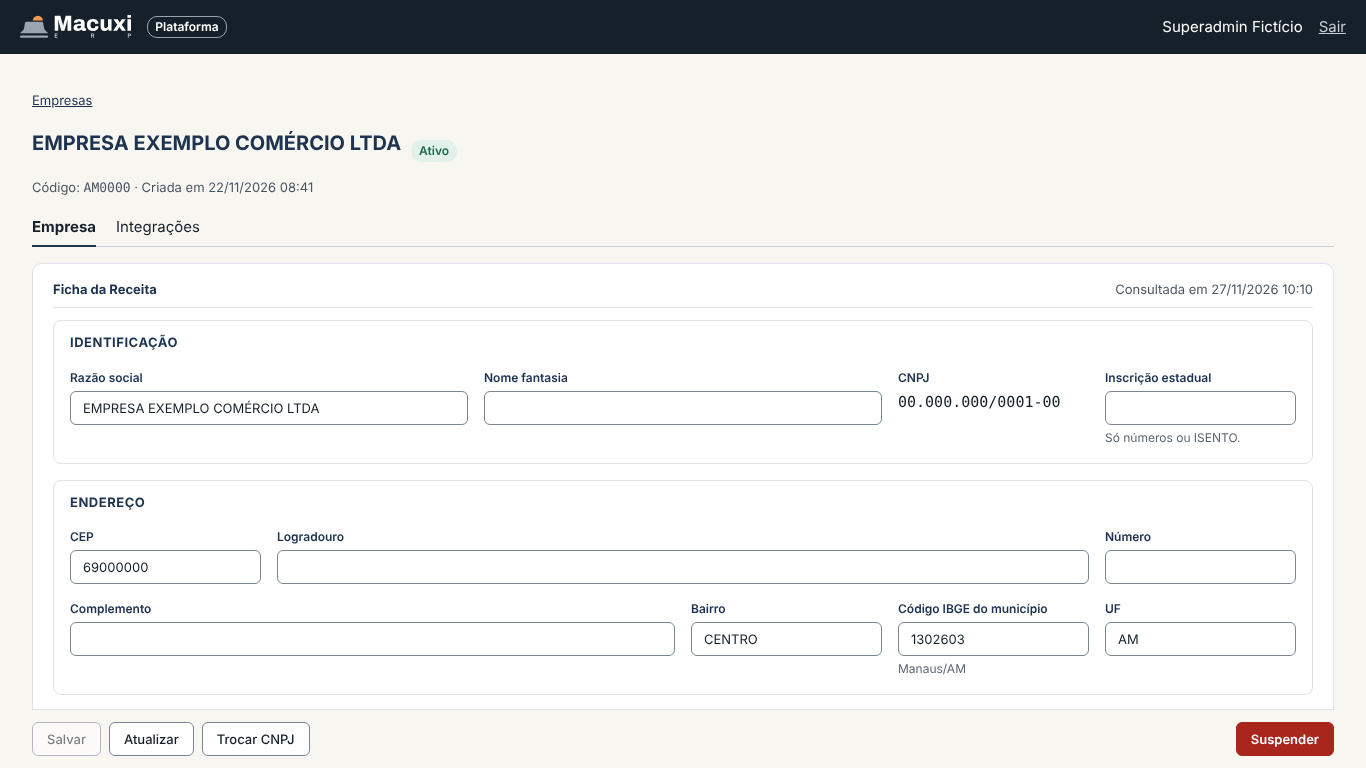 Macuxi
ERP
Plataforma
Superadmin Fictício
Sair
Empresas
EMPRESA EXEMPLO COMÉRCIO LTDA
Ativo
Código: AM0000 · Criada em 22/11/2026 08:41
Empresa
Integrações
Ficha da Receita
Consultada em 27/11/2026 10:10
IDENTIFICAÇÃO
Razão social
Nome fantasia
CNPJ
Inscrição estadual
EMPRESA EXEMPLO COMÉRCIO LTDA
00.000.000/0001-00
Só números ou ISENTO.
ENDEREÇO
CEP
Logradouro
Número
69000000
Complemento
Bairro
Código IBGE do município
UF
CENTRO
1302603
AM
Manaus/AM
Salvar
Atualizar
Trocar CNPJ
Suspender